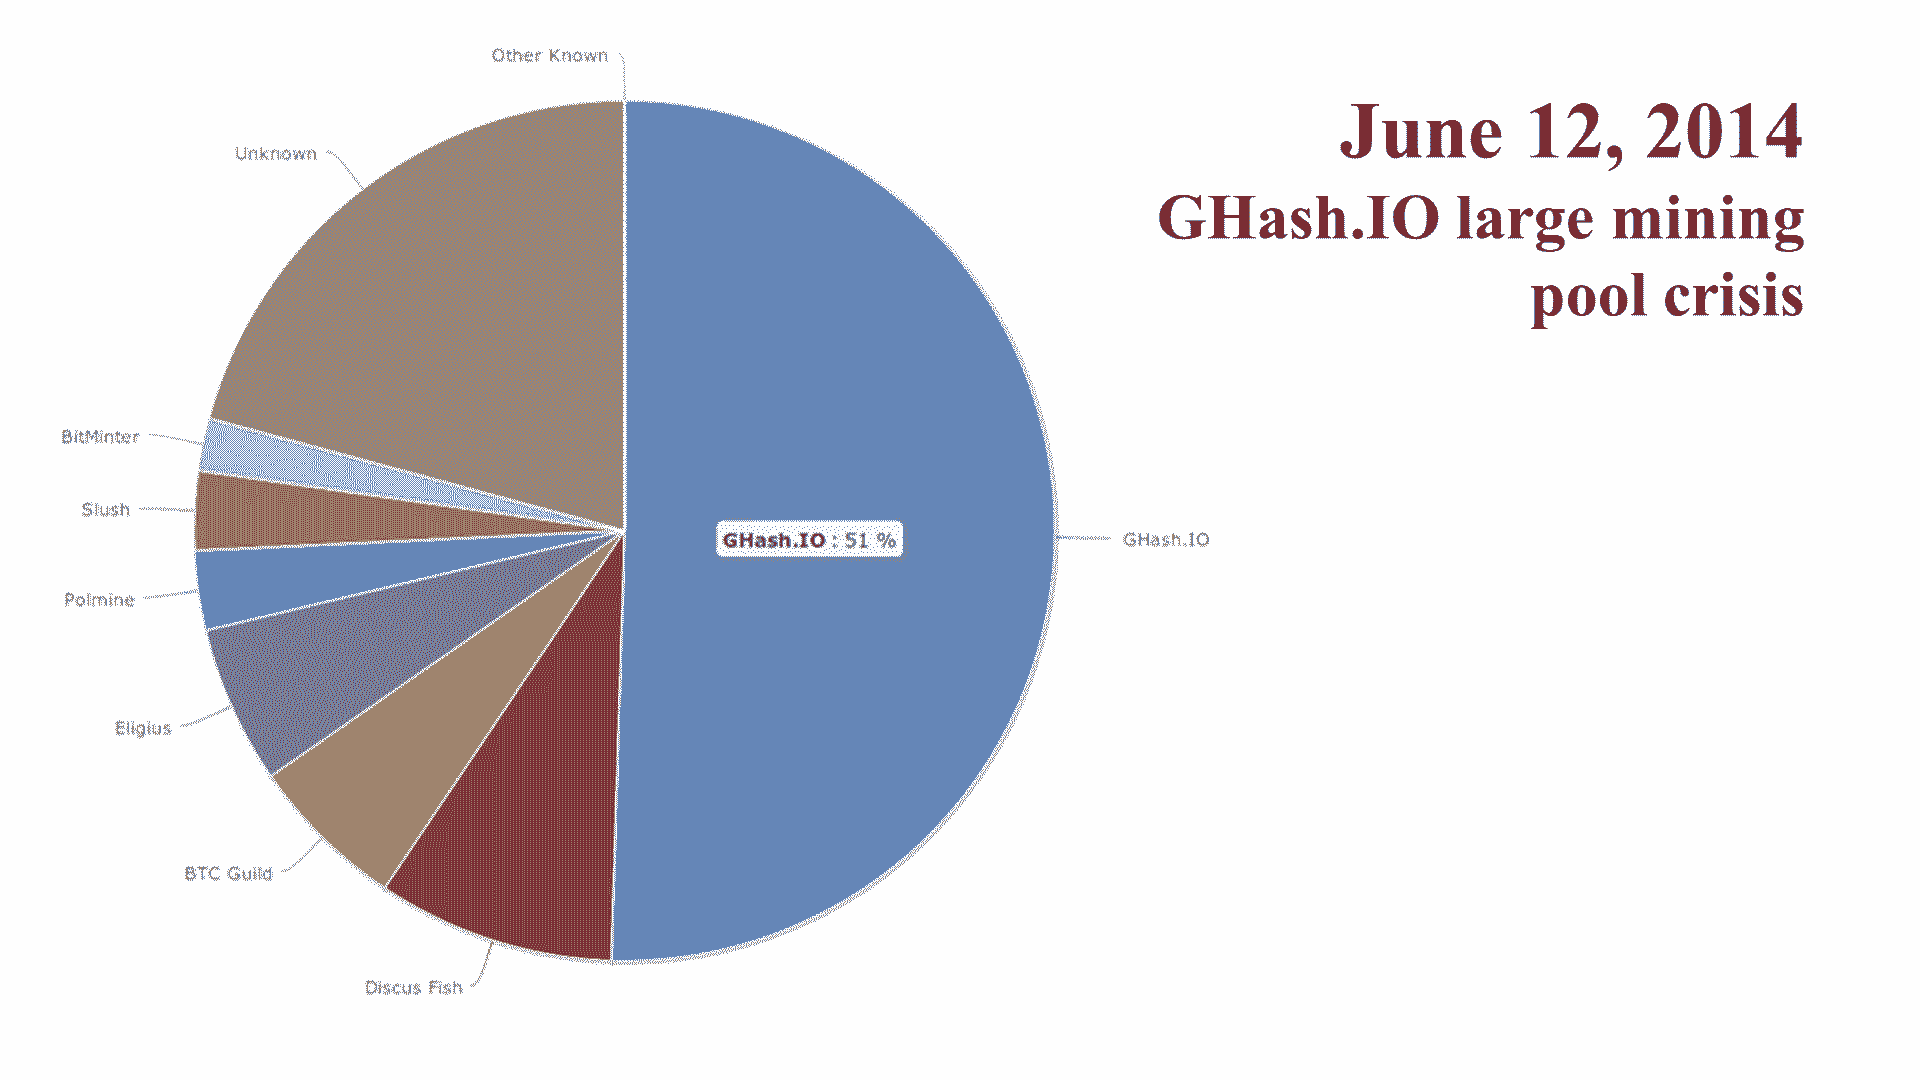 June 12, 2014
GHash.IO large mining
pool crisis
Other Known
Unknown
BitMinter
Slush
Polmine
Eligius
BTC Guild
Discus Fish
GHash.IO : 51 %
GHash.IO